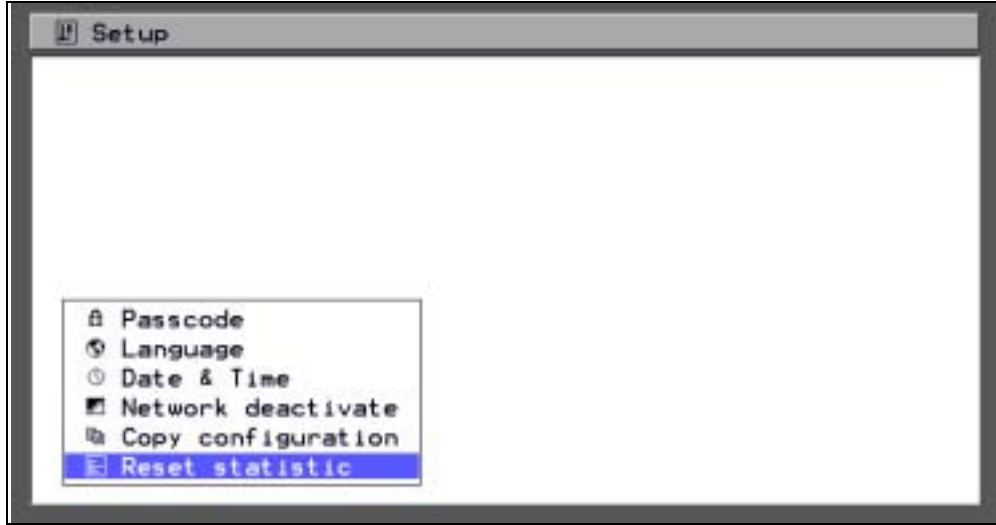 Setup
Passcode
Language
Date & Time
Network deactivate
Copy configuration
Reset statistic